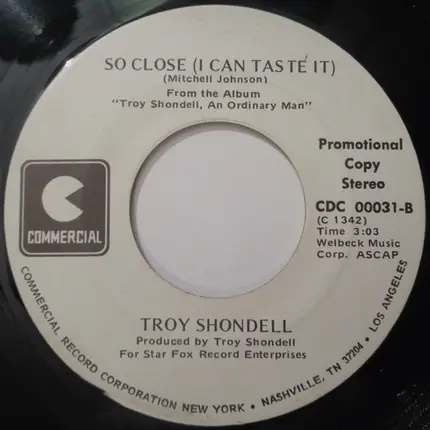 SO CLOSE (I CAN TASTE IT)
(Mitchell Johnson)
From the Album
"Troy Shondell, An Ordinary Man"
Promotional
Copy
Stereo
CDC 00031-B
(C 1342)
Time 3:03
Welbeck Music
Corp. ASCAP
COMMERCIAL
TROY SHONDELL
Produced by Troy Shondell
For Star Fox Record Enterprises
COMMERCIAL RECORD CORPORATION NEW YORK • NASHVILLE, TN 37204 • LOS ANGELES